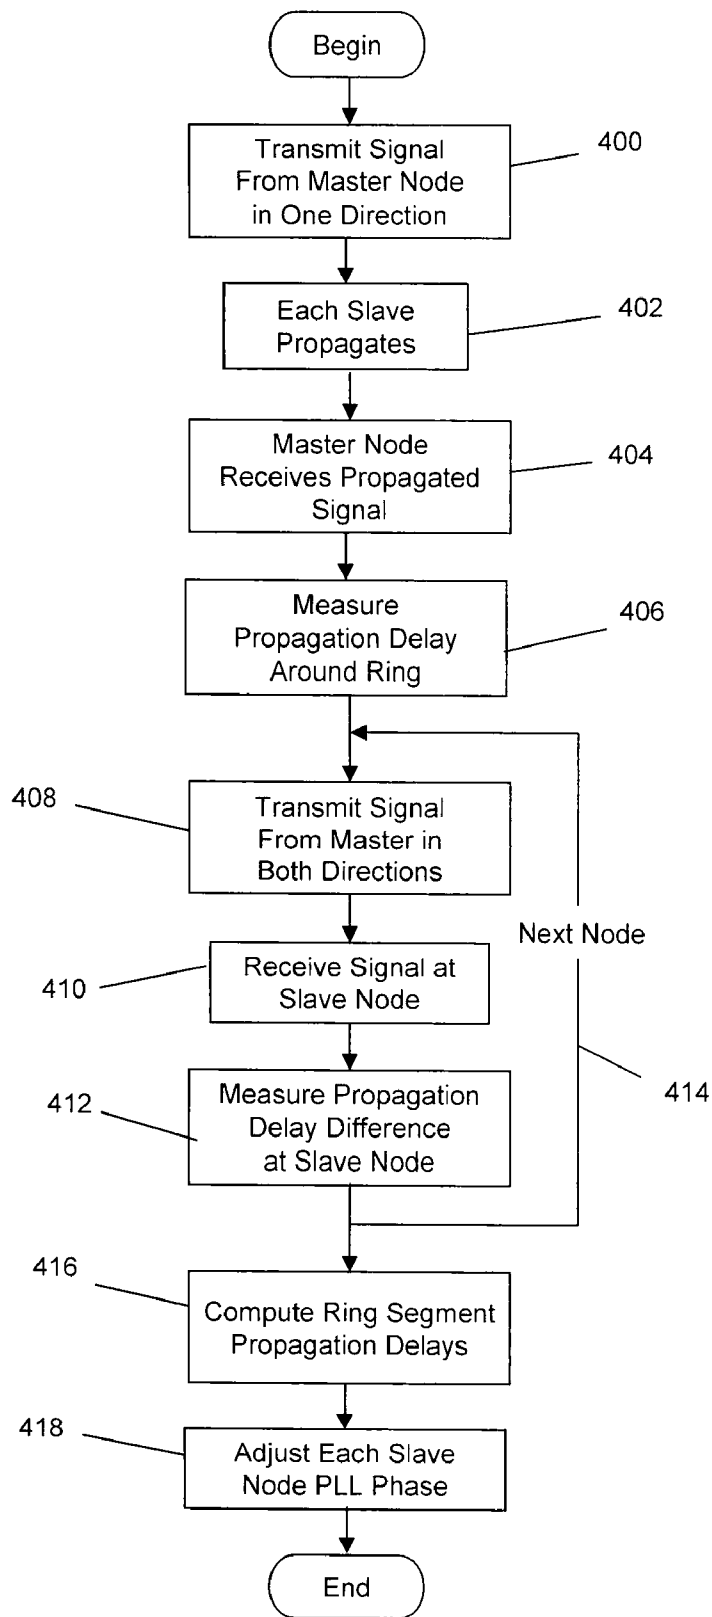 Begin
Transmit Signal
From Master Node
in One Direction
400
Each Slave
Propagates
402
Master Node
Receives Propagated
Signal
404
Measure
Propagation Delay
Around Ring
406
408
Transmit Signal
From Master in
Both Directions
Next Node
410
Receive Signal at
Slave Node
412
Measure Propagation
Delay Difference
at Slave Node
414
416
Compute Ring Segment
Propagation Delays
418
Adjust Each Slave
Node PLL Phase
End